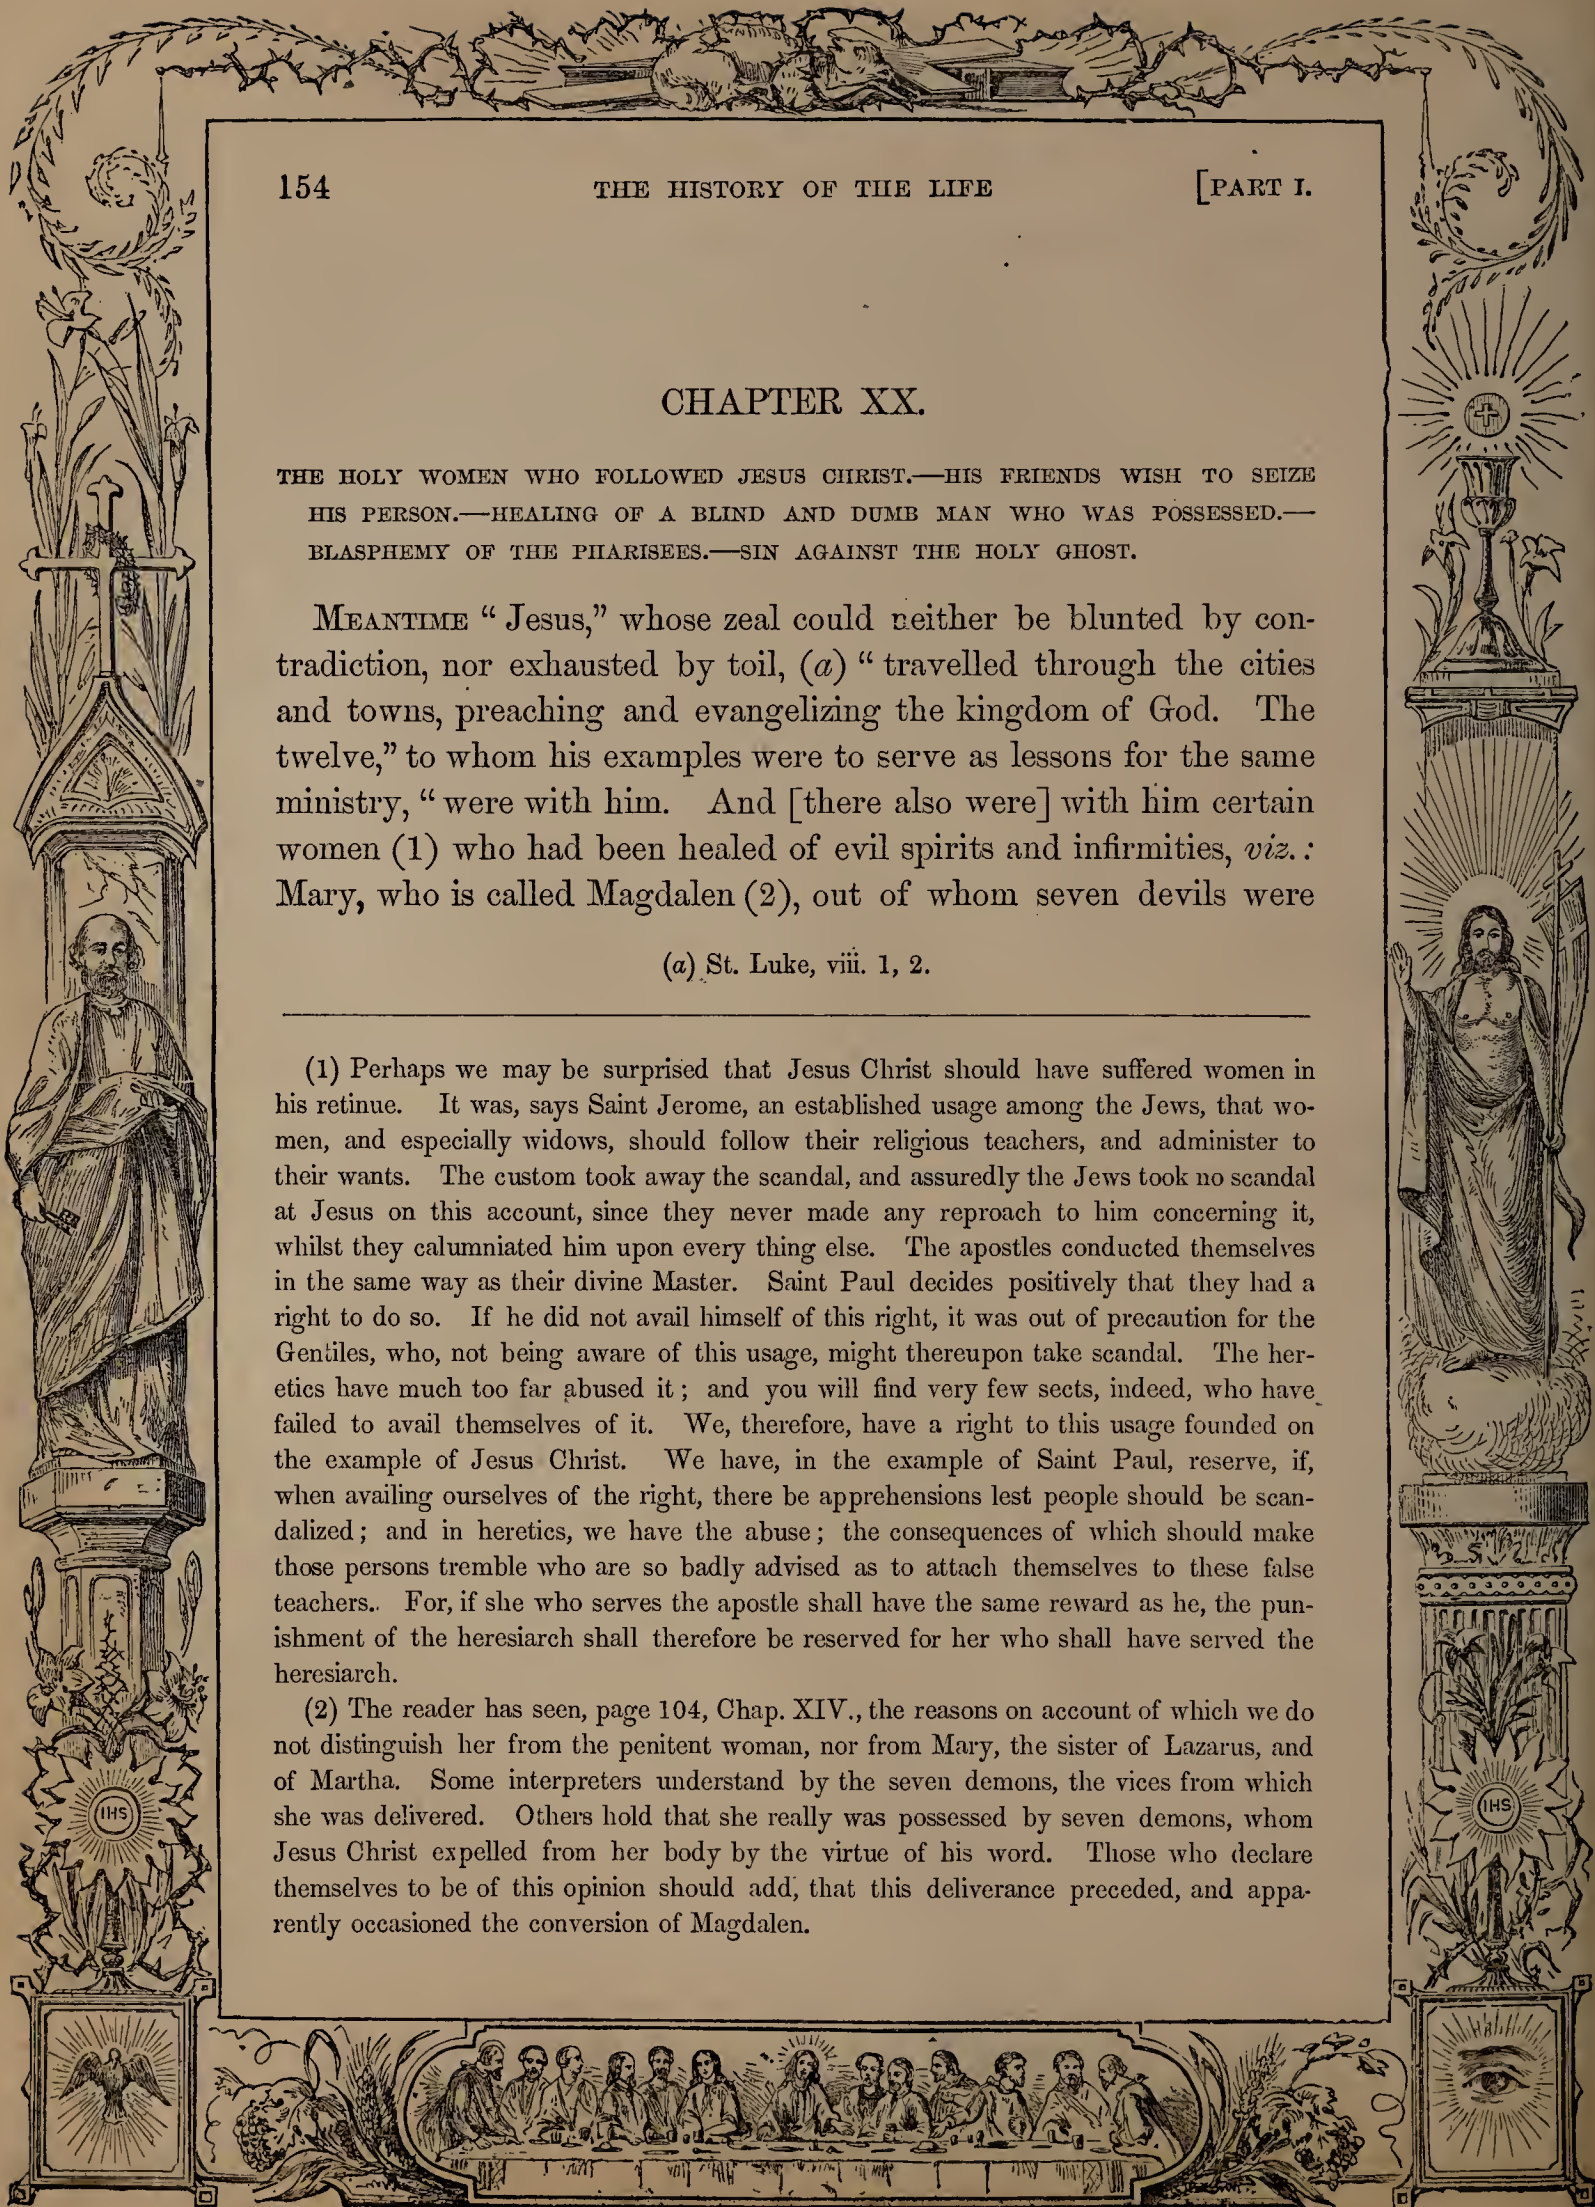 154 THE HISTORY OF THE LIFE [PART I.
CHAPTER XX.
THE HOLY WOMEN WHO FOLLOWED JESUS CHRIST.—HIS FRIENDS WISH TO SEIZE
HIS PERSON.—HEALING OF A BLIND AND DUMB MAN WHO WAS POSSESSED.—
BLASPHEMY OF THE PHARISEES.—SIN AGAINST THE HOLY GHOST.
MEANTIME “ Jesus,” whose zeal could neither be blunted by con-
tradiction, nor exhausted by toil, (a) “ travelled through the cities
and towns, preaching and evangelizing the kingdom of God. The
twelve,” to whom his examples were to serve as lessons for the same
ministry, “ were with him. And [there also were] with him certain
women (1) who had been healed of evil spirits and infirmities, viz. :
Mary, who is called Magdalen (2), out of whom seven devils were
(a) St. Luke, viii. 1, 2.
(1) Perhaps we may be surprised that Jesus Christ should have suffered women in
his retinue. It was, says Saint Jerome, an established usage among the Jews, that wo-
men, and especially widows, should follow their religious teachers, and administer to
their wants. The custom took away the scandal, and assuredly the Jews took no scandal
at Jesus on this account, since they never made any reproach to him concerning it,
whilst they calumniated him upon every thing else. The apostles conducted themselves
in the same way as their divine Master. Saint Paul decides positively that they had a
right to do so. If he did not avail himself of this right, it was out of precaution for the
Gentiles, who, not being aware of this usage, might thereupon take scandal. The her-
etics have much too far abused it ; and you will find very few sects, indeed, who have
failed to avail themselves of it. We, therefore, have a right to this usage founded on
the example of Jesus Christ. We have, in the example of Saint Paul, reserve, if,
when availing ourselves of the right, there be apprehensions lest people should be scan-
dalized ; and in heretics, we have the abuse ; the consequences of which should make
those persons tremble who are so badly advised as to attach themselves to these false
teachers. For, if she who serves the apostle shall have the same reward as he, the pun-
ishment of the heresiarch shall therefore be reserved for her who shall have served the
heresiarch.
(2) The reader has seen, page 104, Chap. XIV., the reasons on account of which we do
not distinguish her from the penitent woman, nor from Mary, the sister of Lazarus, and
of Martha. Some interpreters understand by the seven demons, the vices from which
she was delivered. Others hold that she really was possessed by seven demons, whom
Jesus Christ expelled from her body by the virtue of his word. Those who declare
themselves to be of this opinion should add, that this deliverance preceded, and appa-
rently occasioned the conversion of Magdalen.
IHS
IHS